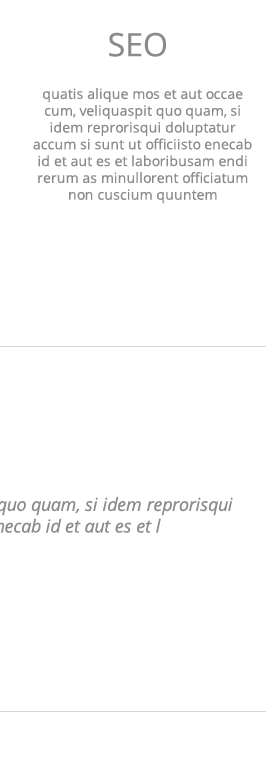 SEO
quatis alique mos et aut occae
cum, veliquaspit quo quam, si
idem reprorisqui doluptatur
accum si sunt ut officiisto enecab
id et aut es et laboribusam endi
rerum as minullorent officiatum
non cuscium quuntem
quo quam, si idem reprorisqui
necab id et aut es et l